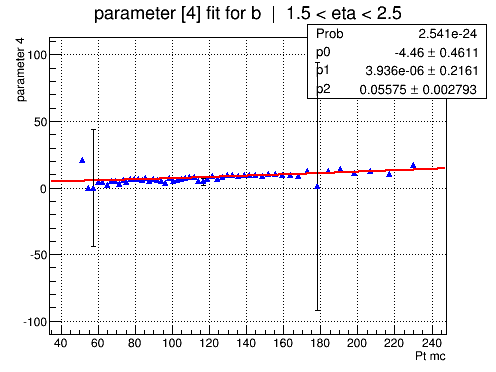 parameter [4] fit for b | 1.5 < eta < 2.5
Prob 2.541e-24
p0 -4.46 ± 0.4611
p1 3.936e-06 ± 0.2161
p2 0.05575 ± 0.002793
parameter 4
100
50
0
-50
-100
40 60 80 100 120 140 160 180 200 220 240
Pt mc